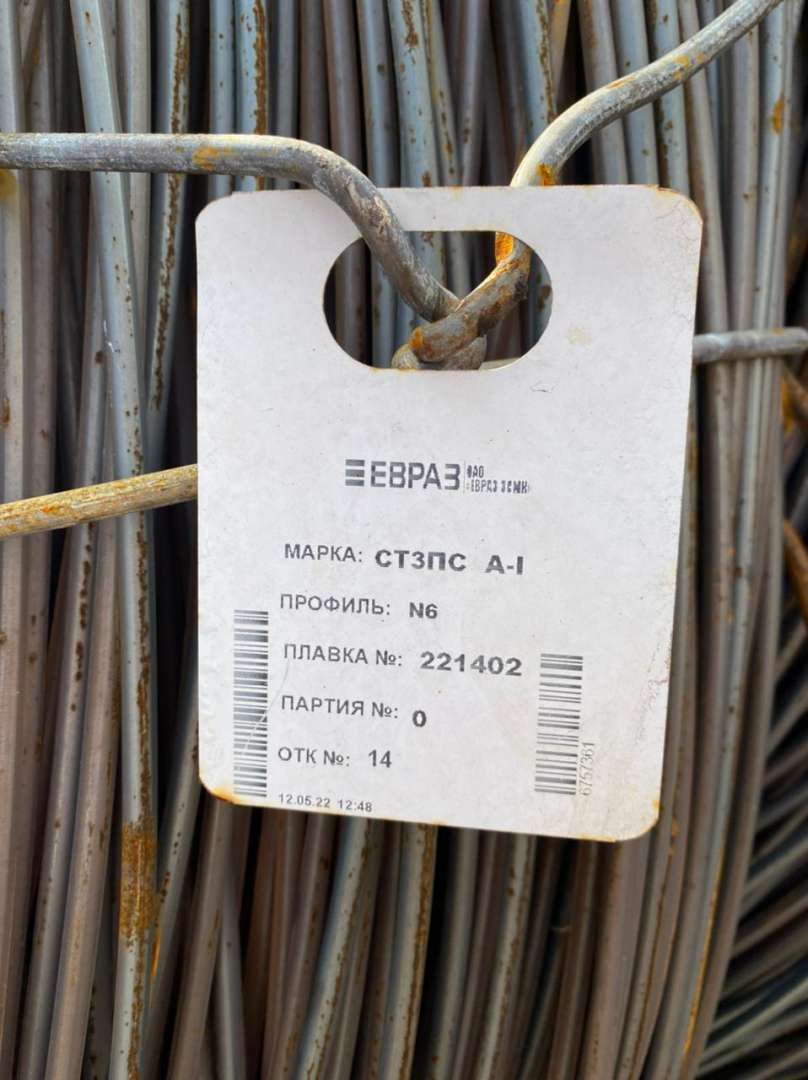 ЕВРАЗ
МАРКА: СТ3ПС А-I
ПРОФИЛЬ: N6
ПЛАВКА №: 221402
ПАРТИЯ №: 0
ОТК №: 14
12.05.22 12:48
6757361